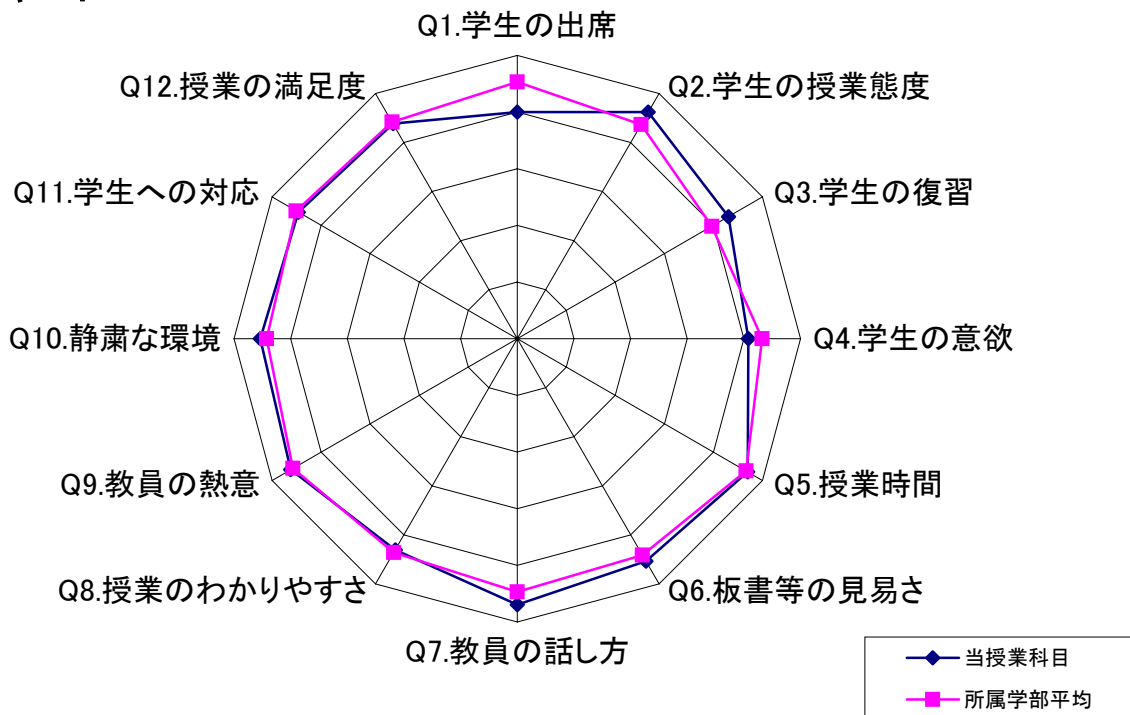 Q1.学生の出席
Q2.学生の授業態度
Q3.学生の復習
Q4.学生の意欲
Q5.授業時間
Q6.板書等の見易さ
Q7.教員の話し方
Q8.授業のわかりやすさ
Q9.教員の熱意
Q10.静粛な環境
Q11.学生への対応
Q12.授業の満足度
当授業科目
所属学部平均